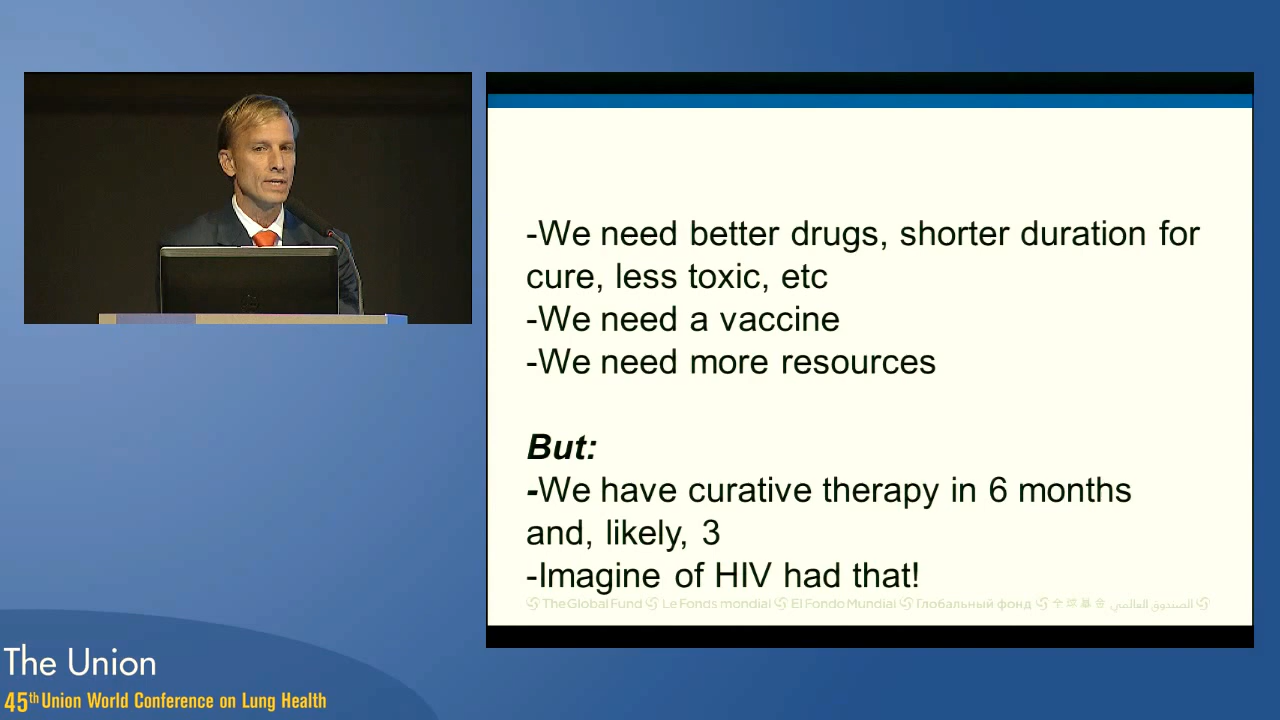 -We need better drugs, shorter duration for
cure, less toxic, etc
-We need a vaccine
-We need more resources
But:
-We have curative therapy in 6 months
and, likely, 3
-Imagine of HIV had that!
The Global Fund Le Fonds mondial El Fondo Mundial Глобальный фонд 全球基金 الصندوق العالمي
The Union
45th Union World Conference on Lung Health